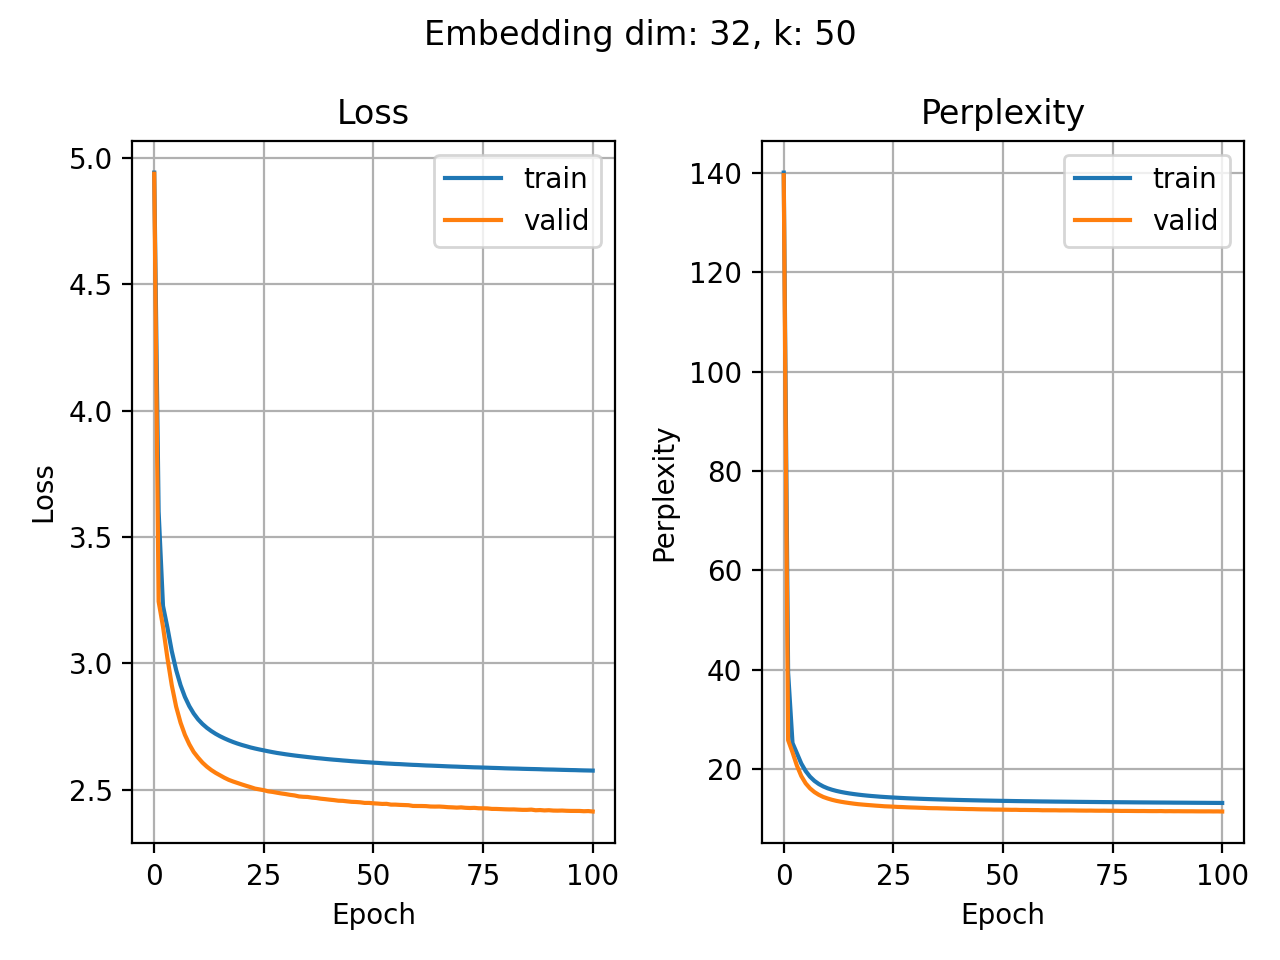 Embedding dim: 32, k: 50
Loss
train
valid
5.0
4.5
4.0
3.5
3.0
2.5
Loss
0 25 50 75 100
Epoch
Perplexity
train
valid
140
120
100
80
60
40
20
Perplexity
0 25 50 75 100
Epoch